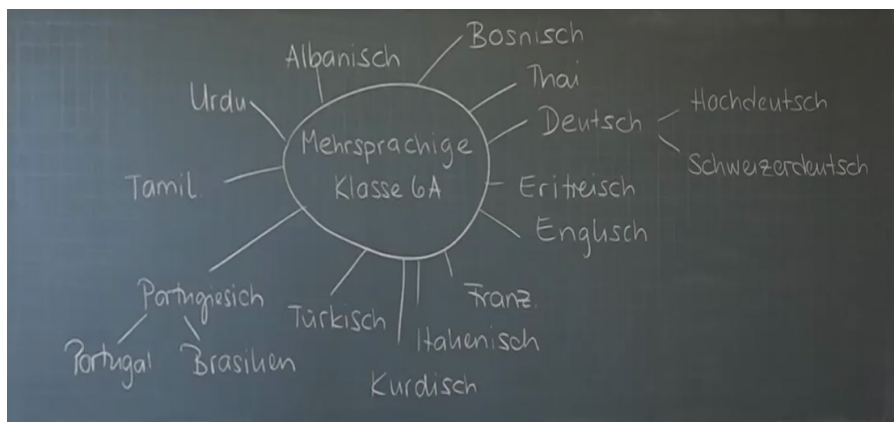 Mehrsprachige
Klasse 6A
Albanisch
Bosnisch
Thai
Deutsch
Hochdeutsch
Schweizerdeutsch
Eritreisch
Englisch
Franz.
Italienisch
Kurdisch
Türkisch
Portugiesich
Portugal
Brasilien
Tamil.
Urdu